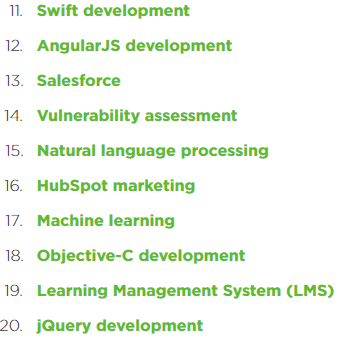 11. Swift development
12. AngularJS development
13. Salesforce
14. Vulnerability assessment
15. Natural language processing
16. HubSpot marketing
17. Machine learning
18. Objective-C development
19. Learning Management System (LMS)
20. jQuery development